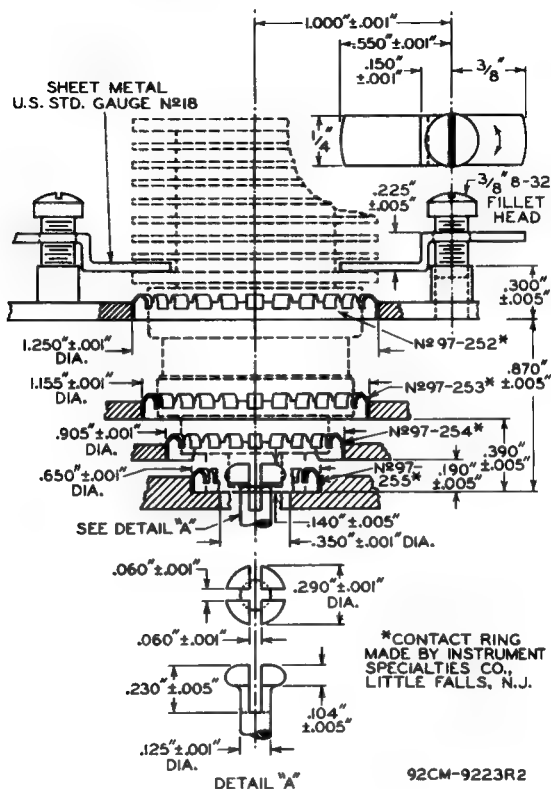 1.000"±.001"
.550"±.001"
.150"
±.001"
3/8"
SHEET METAL
U.S. STD. GAUGE Nº18
1/4"
3/8" 8-32
FILLET
HEAD
.225"
±.005"
.300"
±.005"
Nº 97-252*
1.250"±.001"
DIA.
.870"
±.005"
1.155"±.001"
DIA.
Nº97-253*
Nº97-254*
.905"±.001"
DIA.
.390"
±.005"
Nº97-
255*
.190"
±.005"
.650"±.001"
DIA.
SEE DETAIL "A"
.140"±.005"
.350"±.001" DIA.
.060"±.001"
.290"±.001"
DIA.
.060"±.001"
*CONTACT RING
MADE BY INSTRUMENT
SPECIALTIES CO.,
LITTLE FALLS, N.J.
.230"±.005"
.104"
±.005"
.125"±.001"
DIA.
DETAIL "A"
92CM-9223R2